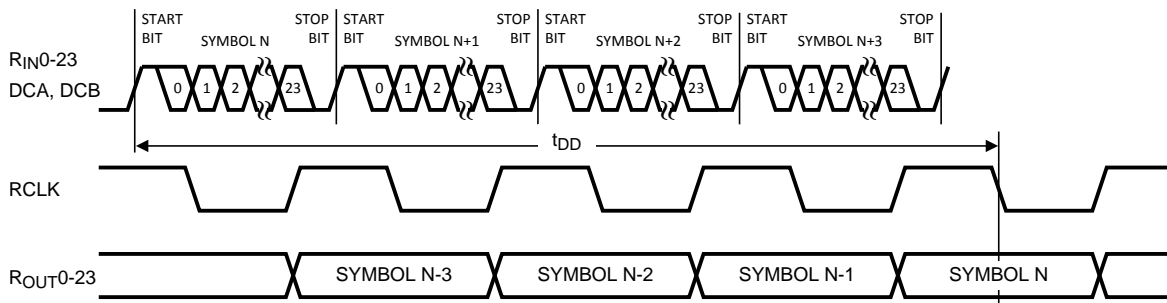 START BIT SYMBOL N STOP BIT START BIT SYMBOL N+1 STOP BIT START BIT SYMBOL N+2 STOP BIT START BIT SYMBOL N+3 STOP BIT
RIN0-23
DCA, DCB
0 1 2 23 0 1 2 23 0 1 2 23 0 1 2 23
tDD
RCLK
ROUT0-23 SYMBOL N-3 SYMBOL N-2 SYMBOL N-1 SYMBOL N